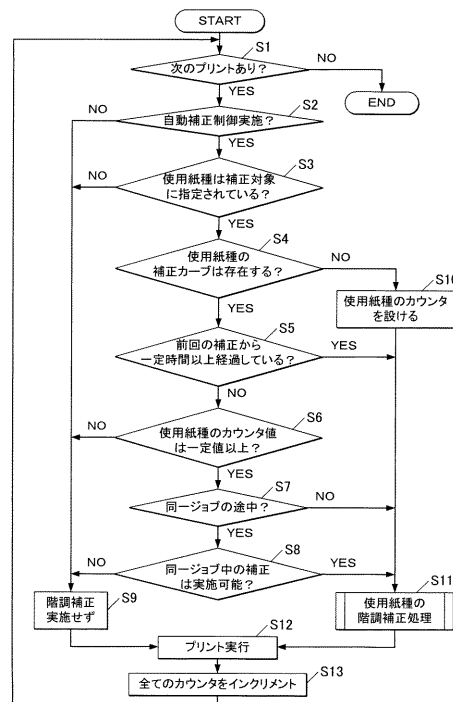 START
S1
次のプリントあり？
NO
YES
END
S2
自動補正制御実施？
NO
YES
S3
使用紙種は補正対象
に指定されている？
NO
YES
S4
使用紙種の
補正カーブは存在する？
NO
YES
S10
使用紙種のカウンタ
を設ける
S5
前回の補正から
一定時間以上経過している？
YES
NO
S6
使用紙種のカウンタ値
は一定値以上？
NO
YES
S7
同一ジョブの途中？
NO
YES
S8
同一ジョブ中の補正
は実施可能？
NO
YES
S9
階調補正
実施せず
S11
使用紙種の
階調補正処理
S12
プリント実行
S13
全てのカウンタをインクリメント